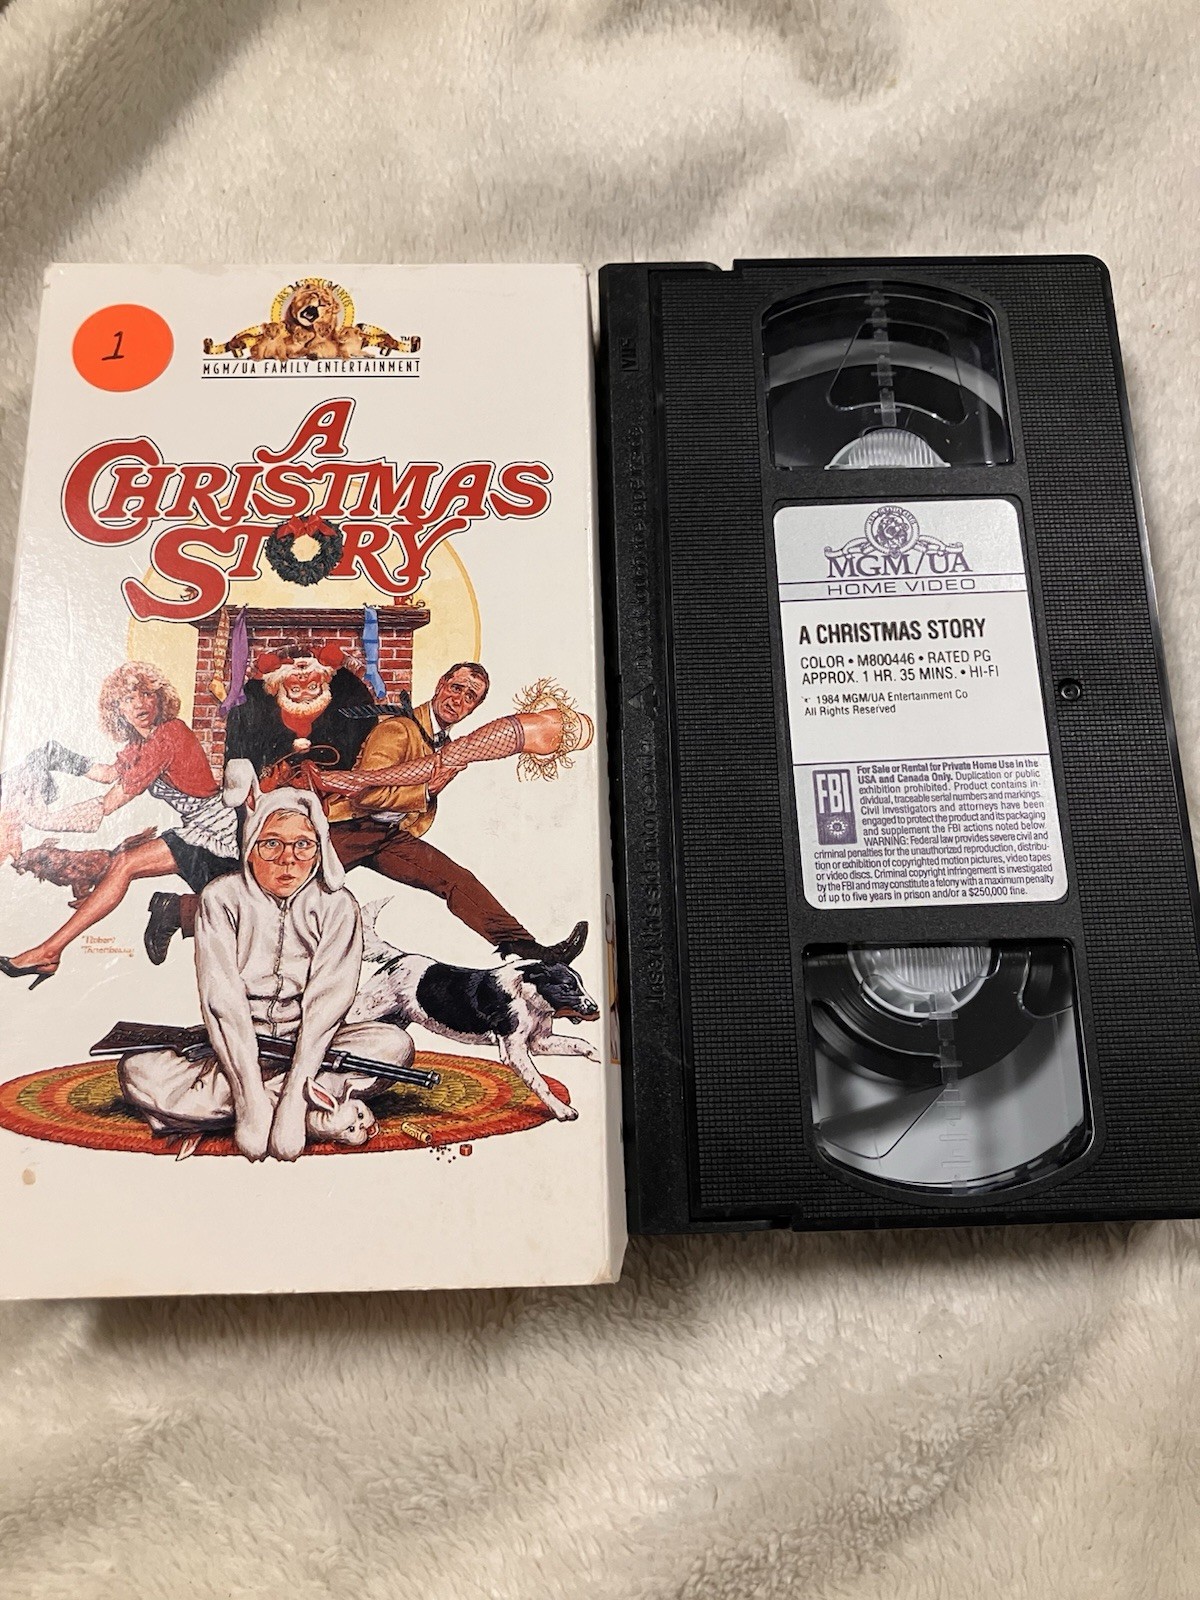 1
TM
MGM/UA FAMILY ENTERTAINMENT
A
CHRISTMAS
STORY
Robert
VHS
MGM/UA
HOME VIDEO
A CHRISTMAS STORY
COLOR • M800446 • RATED PG
APPROX. 1 HR. 35 MINS. • HI-FI
1984 MGM/UA Entertainment Co
All Rights Reserved
FBI
For Sale or Rental for Private Home Use in the
USA and Canada Only. Duplication or public
exhibition prohibited. Product contains in-
dividual, traceable serial numbers and markings.
Civil investigators and attorneys have been
engaged to protect the product and its packaging
and supplement the FBI actions noted below.
WARNING: Federal law provides severe civil and
criminal penalties for the unauthorized reproduction, distribu-
tion or exhibition of copyrighted motion pictures, video tapes
or video discs. Criminal copyright infringement is investigated
by the FBI and may constitute a felony with a maximum penalty
of up to five years in prison and/or a $250,000 fine.